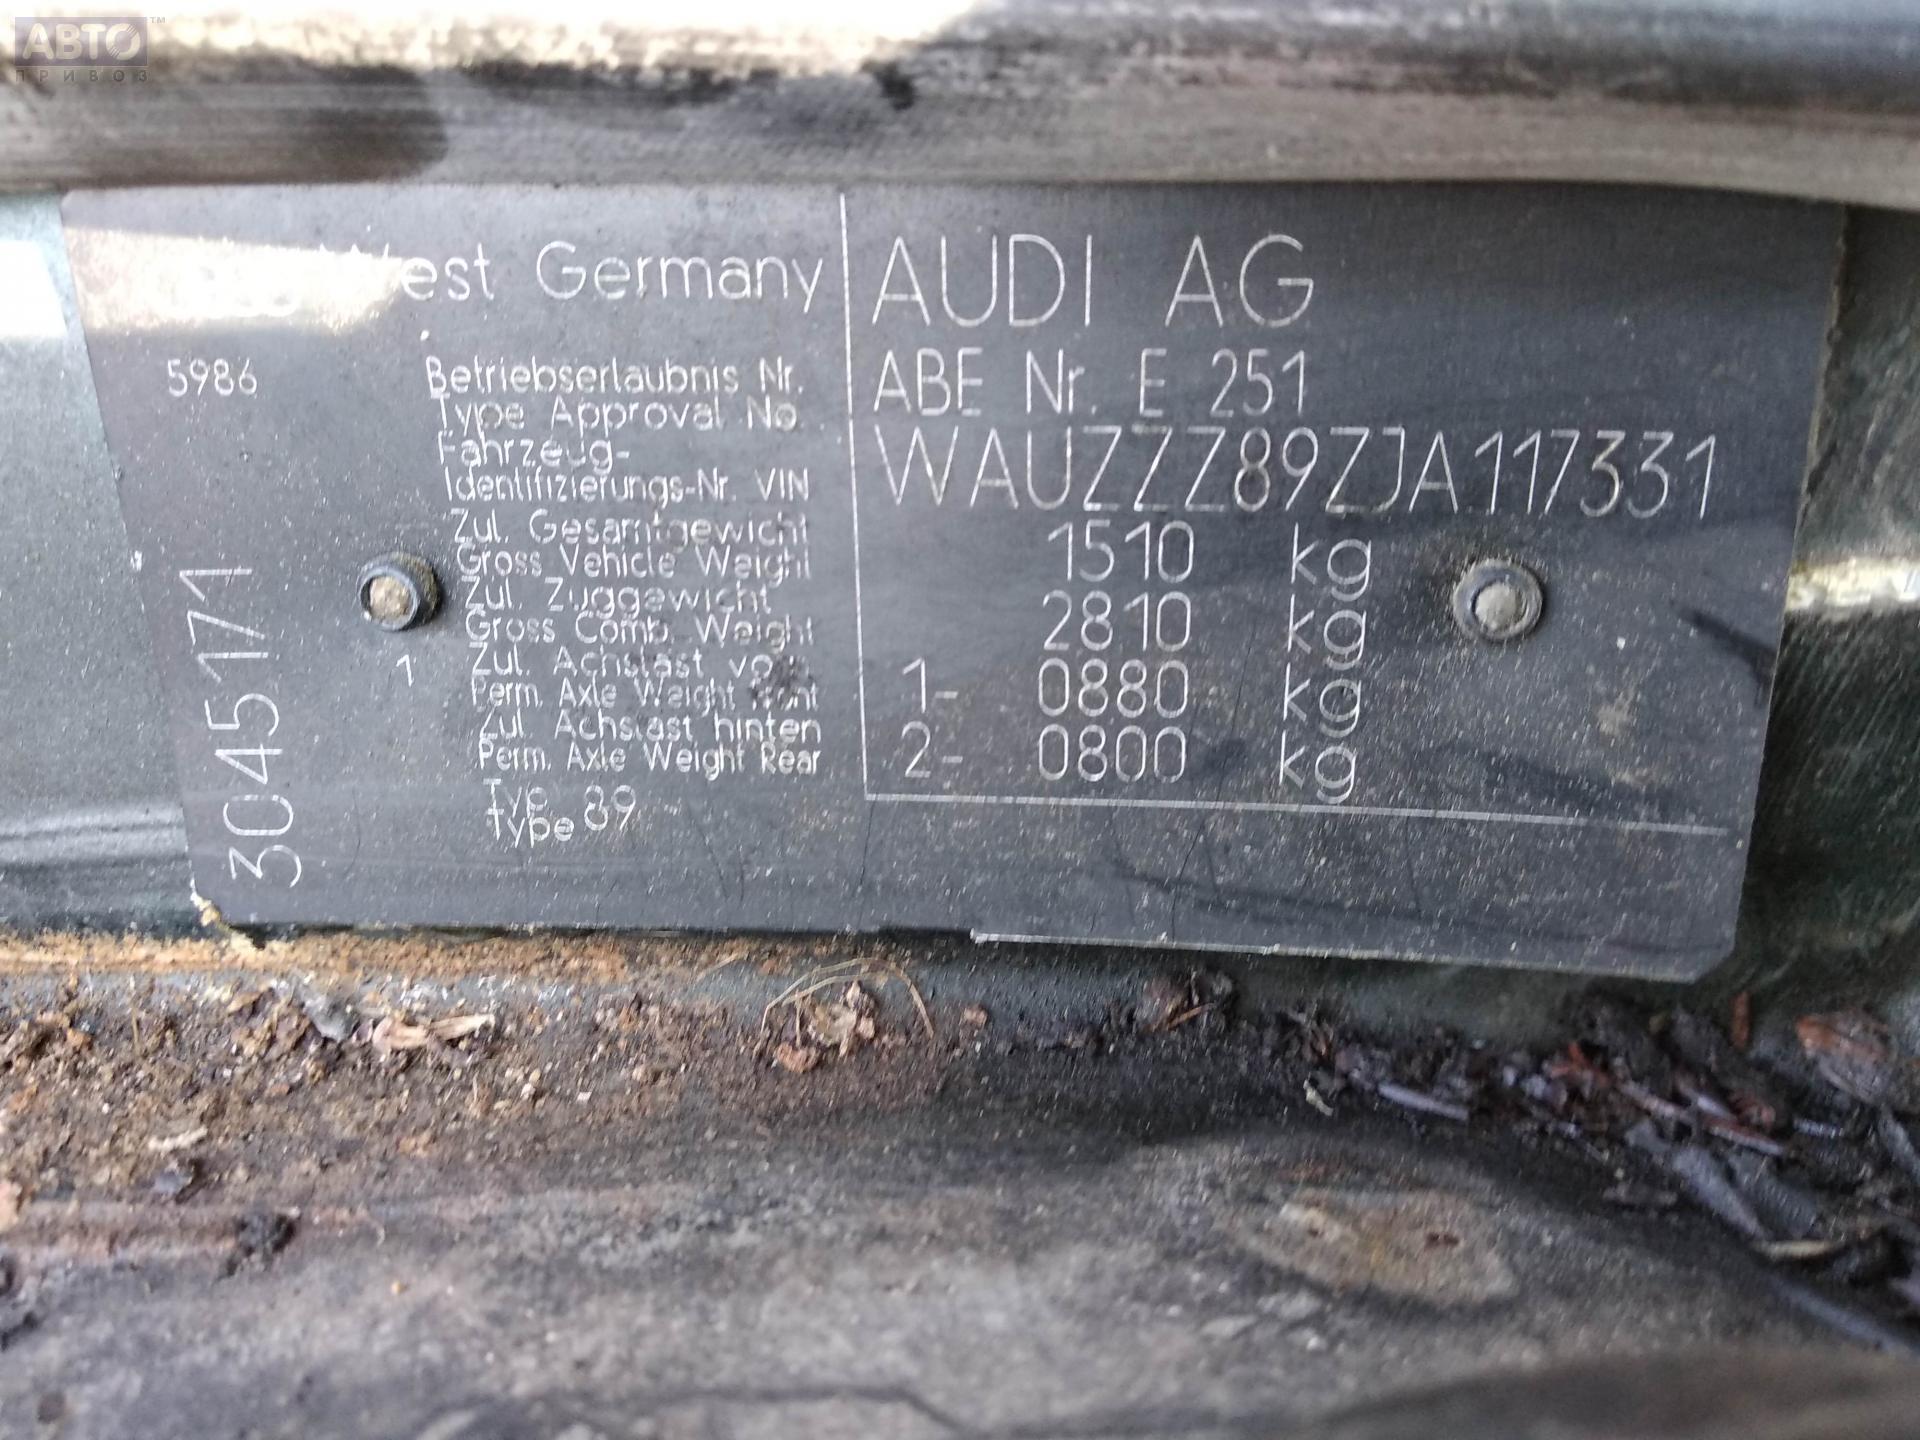 АВТО™
ПРИВОЗ
West Germany
5986
Betriebserlaubnis Nr.
Type Approval No.
Fahrzeug-
Identifizierungs-Nr. VIN
Zul. Gesamtgewicht
Gross Vehicle Weight
Zul. Zuggewicht
Gross Comb. Weight
1
Zul. Achslast
Perm. Axle Weight Front
Zul. Achslast hinten
Perm. Axle Weight Rear
Typ
Type 89
3045171
AUDI AG
ABE Nr. E 251
WAUZZZ89ZJA117331
1510 kg
2810 kg
1- 0880 kg
2- 0800 kg